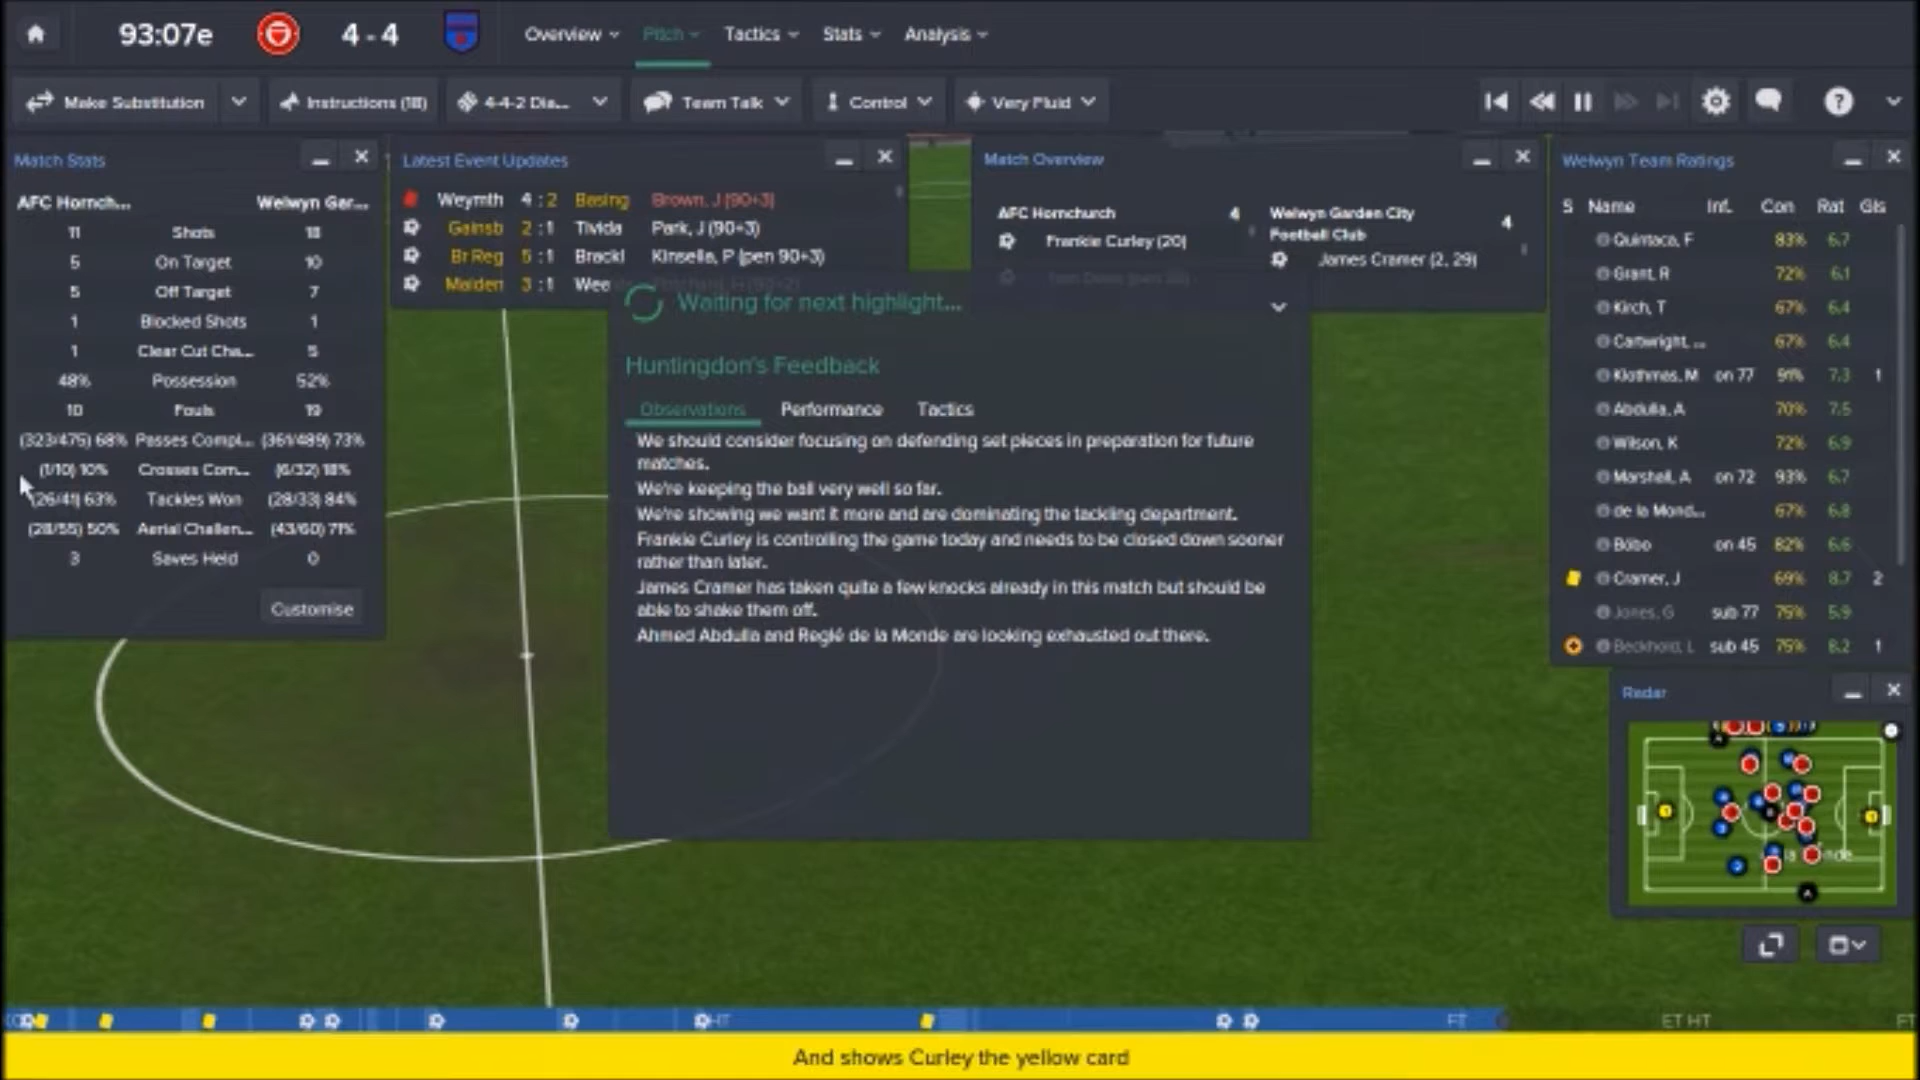 93:07e 4 - 4 Overview Pitch Tactics Stats Analysis
Make Substitution Instructions (18) 4-4-2 Dia... Team Talk Control Very Fluid
Match Stats
AFC Hornch... Welwyn Gar...
11 Shots 18
5 On Target 10
5 Off Target 7
1 Blocked Shots 1
1 Clear Cut Cha... 5
48% Possession 52%
10 Fouls 19
(323/475) 68% Passes Compl... (361/489) 73%
(1/10) 10% Crosses Com... (6/32) 18%
(26/41) 63% Tackles Won (28/33) 84%
(28/55) 50% Aerial Challen... (43/60) 71%
3 Saves Held 0
Customise
Latest Event Updates
Weymth 4 : 2 Basing Brown, J (90+3)
Gainsb 2 : 1 Tivida Park, J (90+3)
Br Reg 5 : 1 Brackl Kinsella, P (pen 90+3)
Maiden 3 : 1
Match Overview
AFC Hornchurch 4
Frankie Curley (20)
Welwyn Garden City
Football Club 4
James Cramer (2, 29)
Waiting for next highlight...
Huntingdon's Feedback
Observations Performance Tactics
We should consider focusing on defending set pieces in preparation for future
matches.
We're keeping the ball very well so far.
We're showing we want it more and are dominating the tackling department.
Frankie Curley is controlling the game today and needs to be closed down sooner
rather than later.
James Cramer has taken quite a few knocks already in this match but should be
able to shake them off.
Ahmed Abdulla and Reglé de la Monde are looking exhausted out there.
Welwyn Team Ratings
S Name Inf. Con Rat Gls
Quintaca, F 83% 6.7
Grant, R 72% 6.1
Kirch, T 67% 6.4
Cartwright, ... 67% 6.4
Klothmas, M on 77 91% 7.3 1
Abdulla, A 70% 7.5
Wilson, K 72% 6.9
Marshall, A on 72 93% 6.7
de la Mond... 67% 6.8
Bobo on 45 82% 6.6
Cramer, J 69% 8.7 2
Jones, G sub 77 75% 5.9
Beckhold, L sub 45 75% 8.2 1
Radar
HT FT ET HT FT
And shows Curley the yellow card